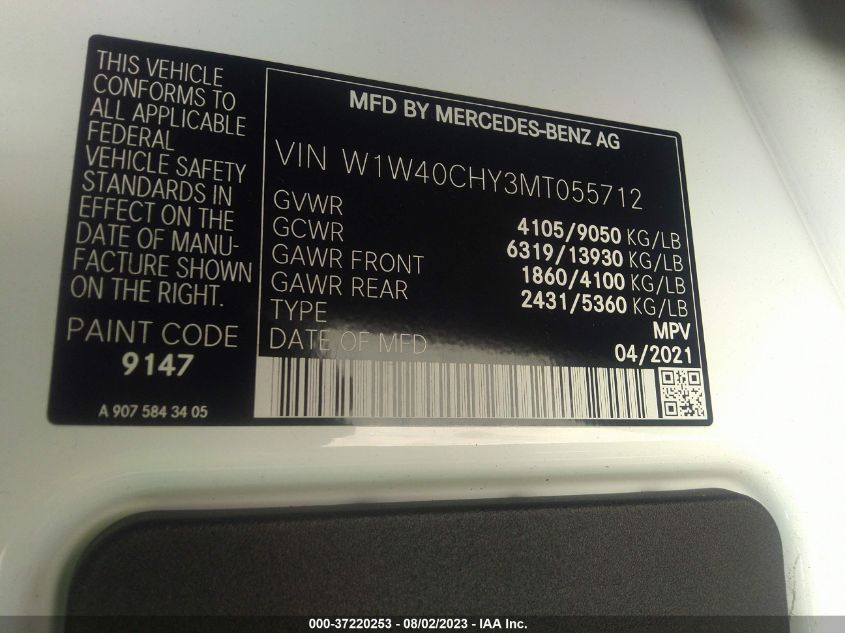 THIS VEHICLE
CONFORMS TO
ALL APPLICABLE
FEDERAL
VEHICLE SAFETY
STANDARDS IN
EFFECT ON THE
DATE OF MANU-
FACTURE SHOWN
ON THE RIGHT.
PAINT CODE
9147
A 907 584 34 05
MFD BY MERCEDES-BENZ AG
VIN W1W40CHY3MT055712
GVWR 4105/9050 KG/LB
GCWR 6319/13930 KG/LB
GAWR FRONT 1860/4100 KG/LB
GAWR REAR 2431/5360 KG/LB
TYPE MPV
DATE OF MFD 04/2021
000-37220253 - 08/02/2023 - IAA Inc.